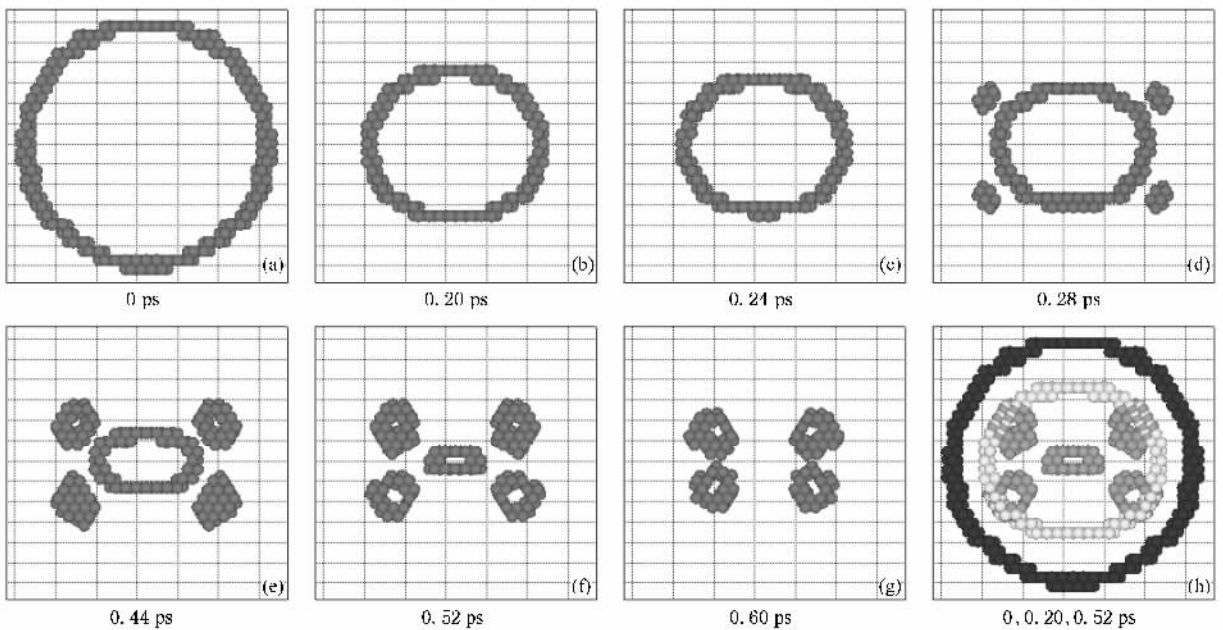 (a) (b) (c) (d)
0 ps 0.20 ps 0.24 ps 0.28 ps
(e) (f) (g) (h)
0.44 ps 0.52 ps 0.60 ps 0,0.20,0.52 ps